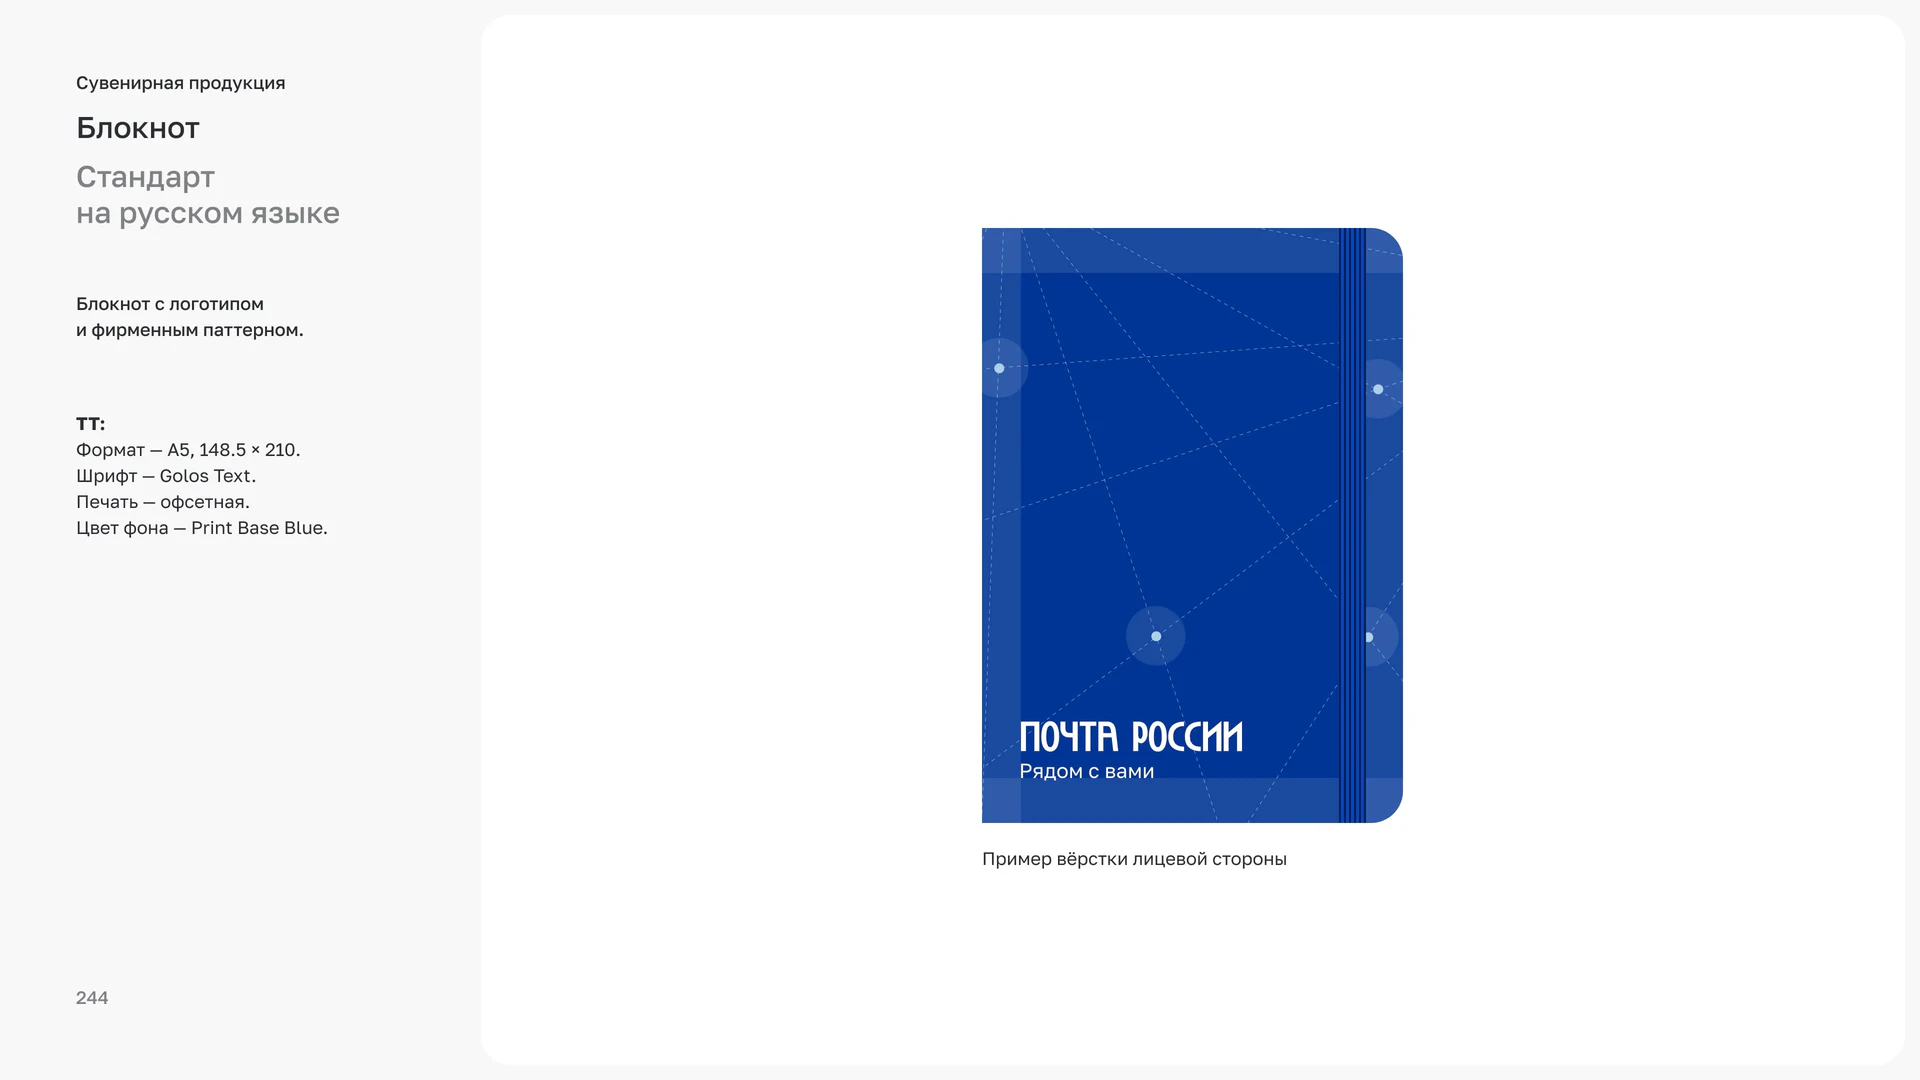 Сувенирная продукция
Блокнот
Стандарт
на русском языке
Блокнот с логотипом
и фирменным паттерном.
ТТ:
Формат — А5, 148.5 × 210.
Шрифт — Golos Text.
Печать — офсетная.
Цвет фона — Print Base Blue.
ПОЧТА РОССИИ
Рядом с вами
Пример вёрстки лицевой стороны
244